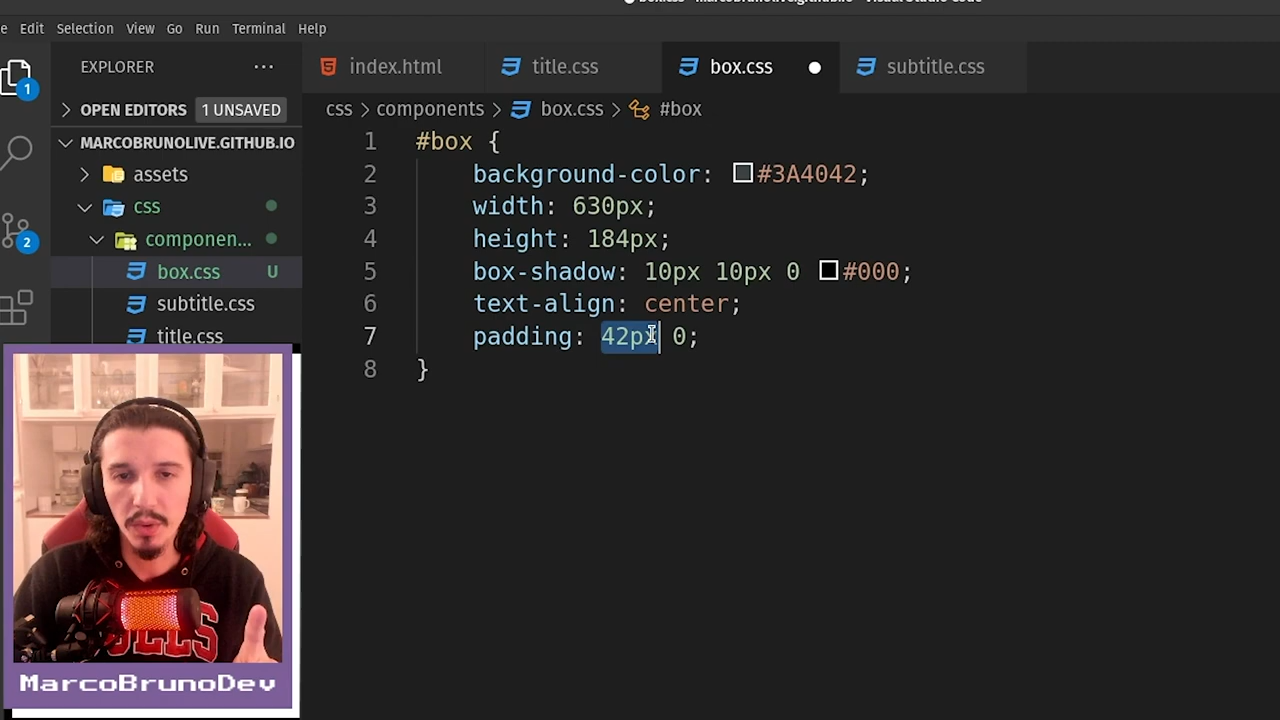 Edit Selection View Go Run Terminal Help
EXPLORER ...
index.html title.css box.css subtitle.css
OPEN EDITORS 1 UNSAVED
css > components > box.css > #box
MARCOBRUNOLIVE.GITHUB.IO
assets
css
componen...
box.css U
subtitle.css
title.css
1
2
1 #box {
2 background-color: #3A4042;
3 width: 630px;
4 height: 184px;
5 box-shadow: 10px 10px 0 #000;
6 text-align: center;
7 padding: 42px 0;
8 }
BULLS
MarcoBrunoDev